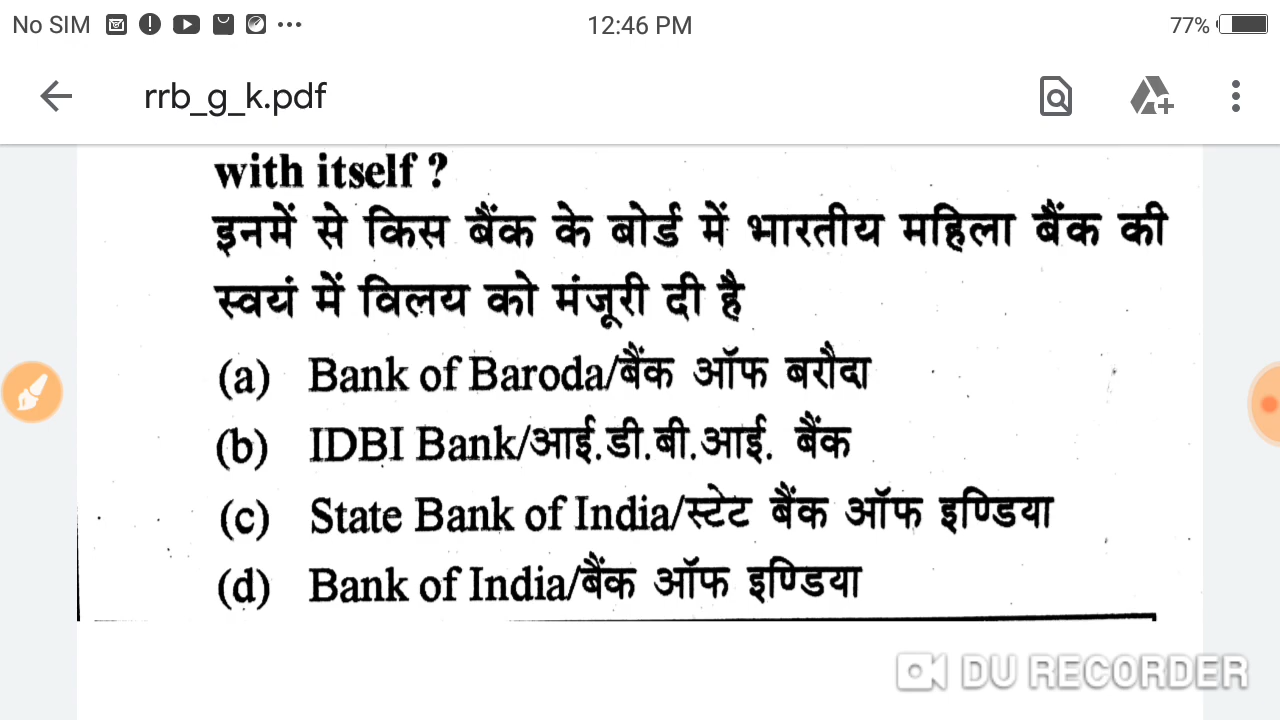 No SIM 12:46 PM 77%
rrb_g_k.pdf
with itself ?
इनमें से किस बैंक के बोर्ड में भारतीय महिला बैंक की
स्वयं में विलय को मंजूरी दी है
(a) Bank of Baroda/बैंक ऑफ बरौदा
(b) IDBI Bank/आई.डी.बी.आई. बैंक
(c) State Bank of India/स्टेट बैंक ऑफ इण्डिया
(d) Bank of India/बैंक ऑफ इण्डिया
DU RECORDER